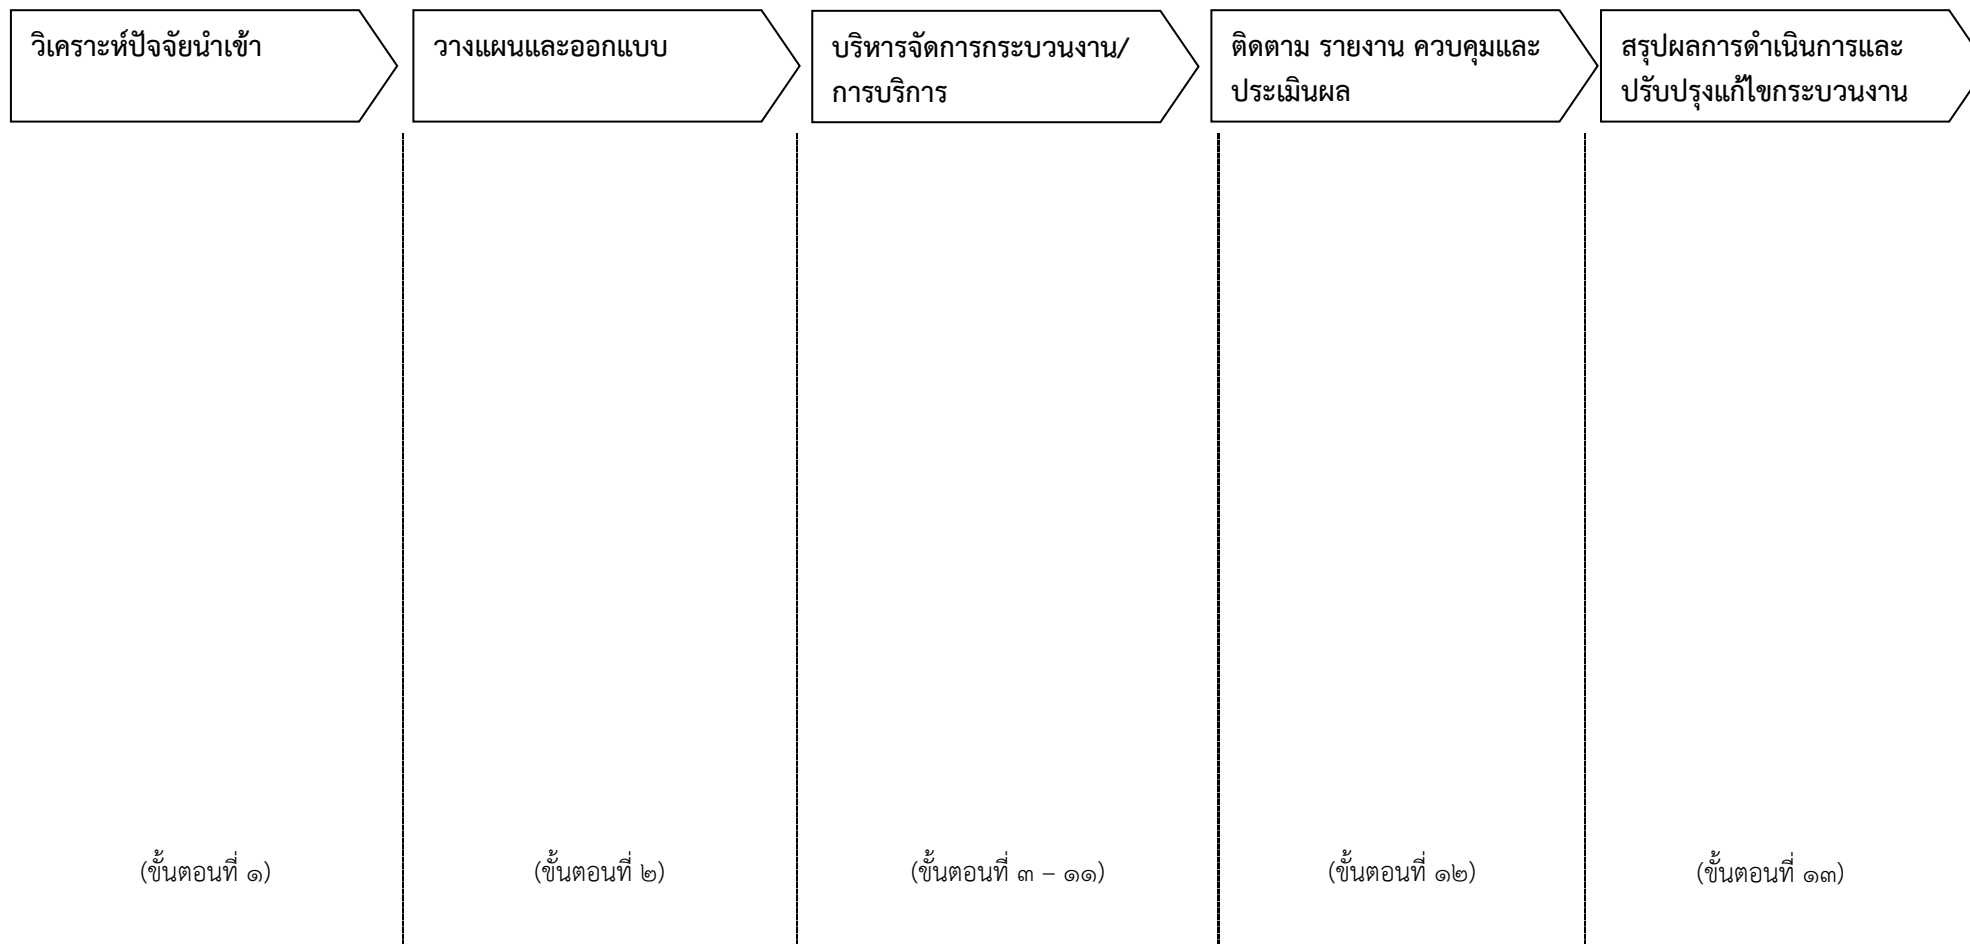 วิเคราะห์ปัจจัยนำเข้า
วางแผนและออกแบบ
บริหารจัดการกระบวนงาน/
การบริการ
ติดตาม รายงาน ควบคุมและ
ประเมินผล
สรุปผลการดำเนินการและ
ปรับปรุงแก้ไขกระบวนงาน
(ขั้นตอนที่ ๑)
(ขั้นตอนที่ ๒)
(ขั้นตอนที่ ๓ – ๑๑)
(ขั้นตอนที่ ๑๒)
(ขั้นตอนที่ ๑๓)